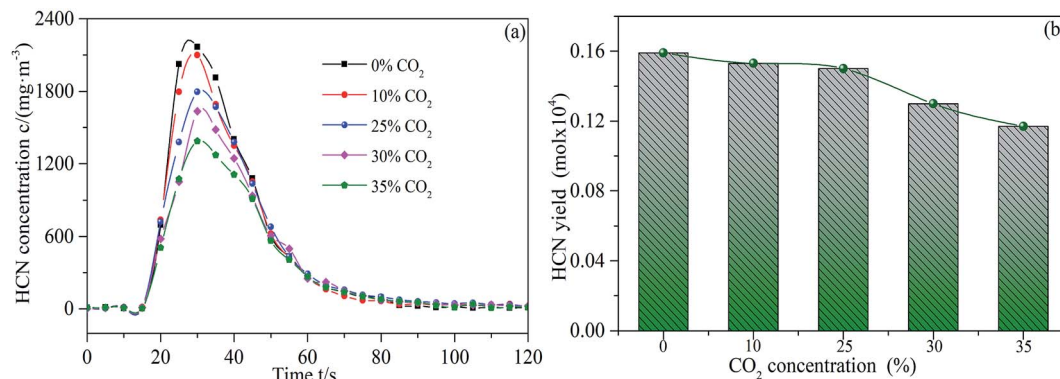 (a)
HCN concentration c/(mg·m⁻³)
2400
1800
1200
600
0
0% CO₂
10% CO₂
25% CO₂
30% CO₂
35% CO₂
0 20 40 60 80 100 120
Time t/s
(b
HCN yield (molx10⁴)
0.16
0.12
0.08
0.04
0.00
0 10 25 30 35
CO₂ concentration (%)